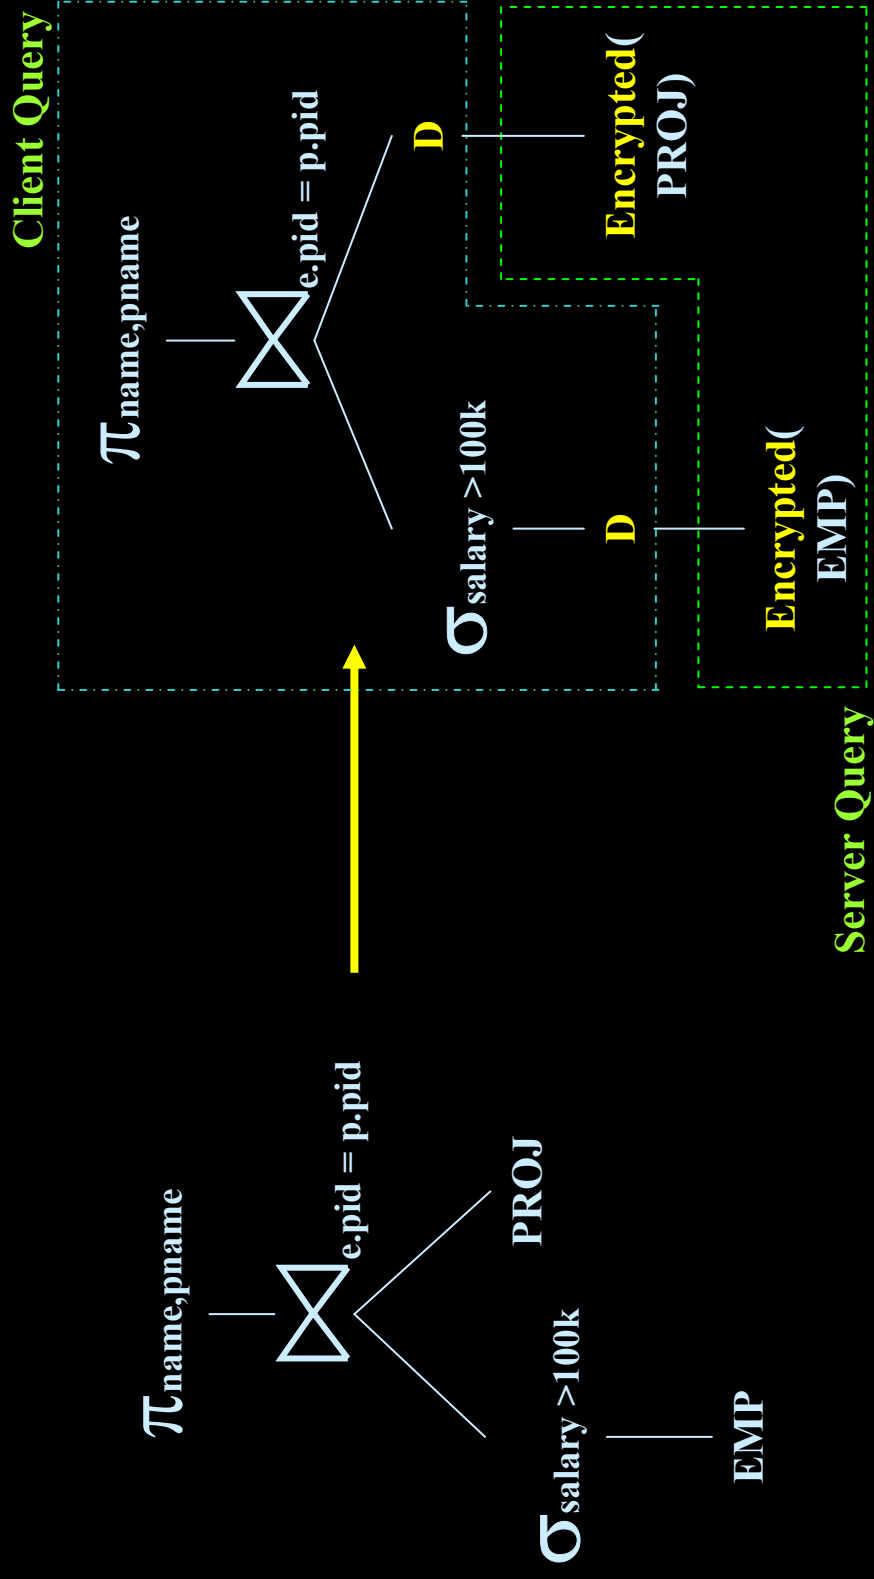 π name,pname
e.pid = p.pid
σ salary >100k
PROJ
EMP
Client Query
π name,pname
e.pid = p.pid
σ salary >100k
D
D
Encrypted(
PROJ)
Encrypted(
EMP)
Server Query